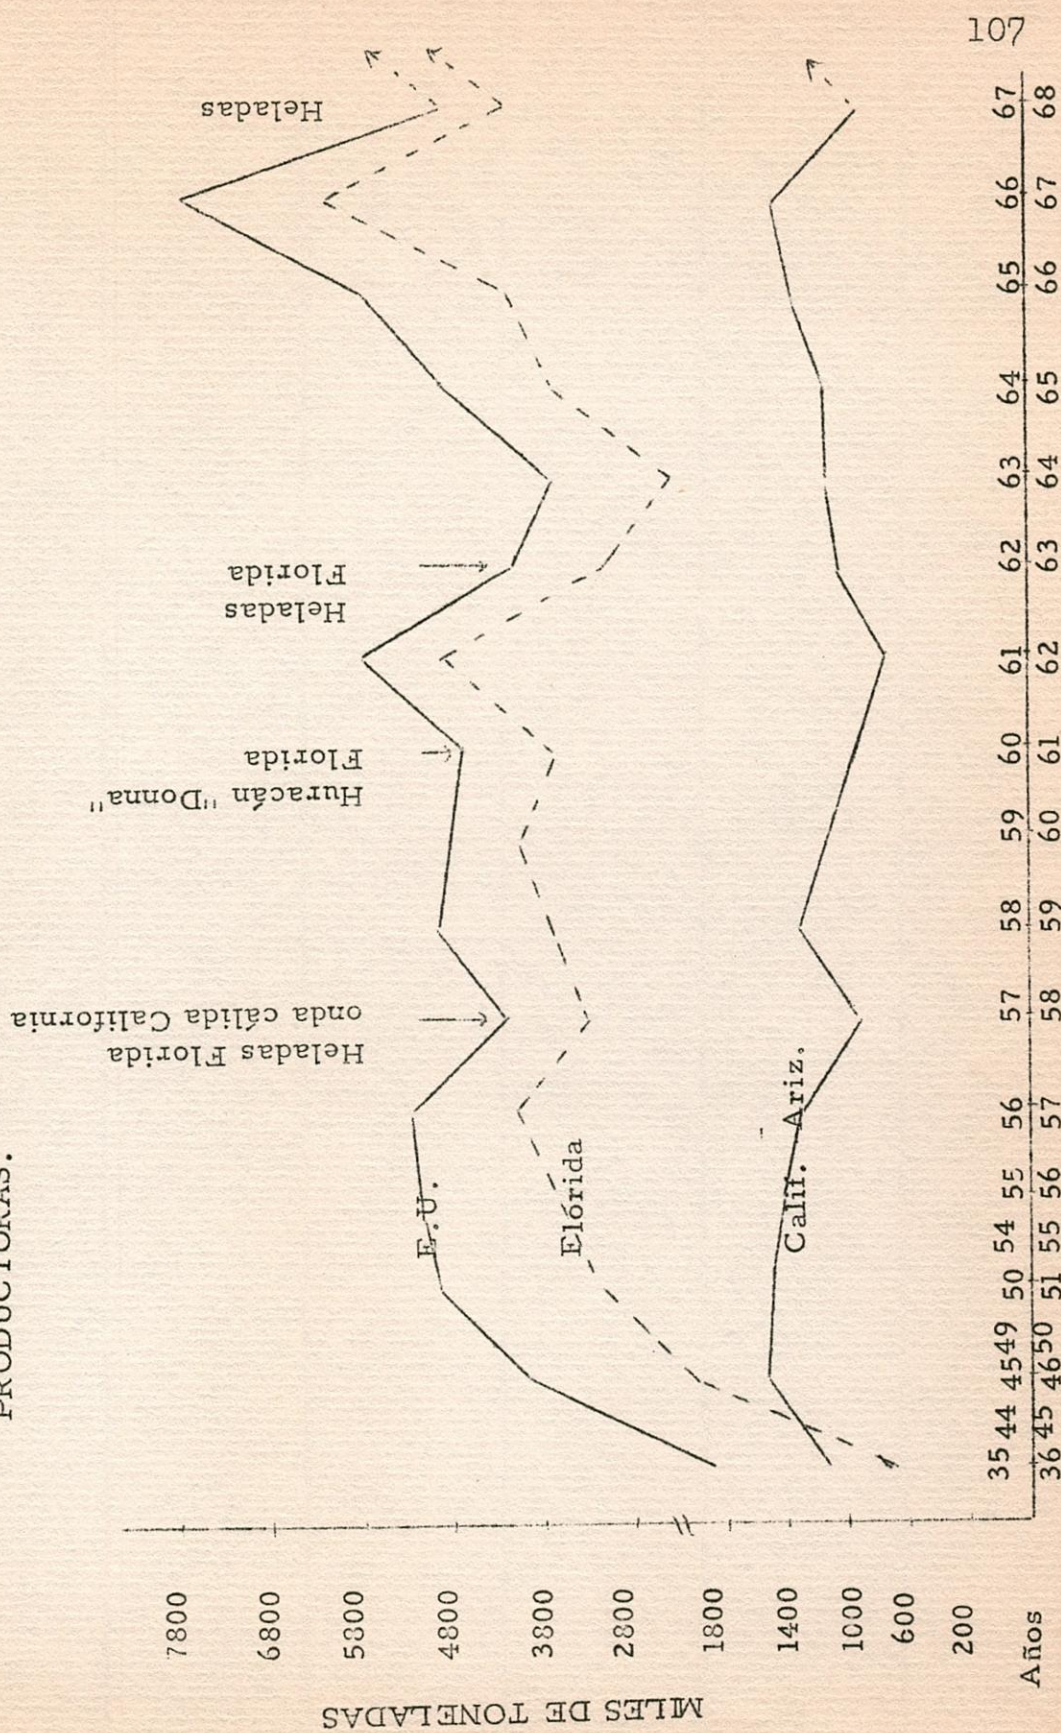 107
PRODUCTORAS.
Heladas Florida
onda cálida California
Huracán "Donna"
Florida
Heladas
Florida
Heladas
E.U.
Elórida
Calif. Ariz.
MILES DE TONELADAS
7800
6800
5800
4800
3800
2800
1800
1400
1000
600
200
Años
35 44 45 49 50 54 55 56 57 58 59 60 61 62 63 64 65 66 67
36 45 46 50 51 55 56 57 58 59 60 61 62 63 64 65 66 67 68